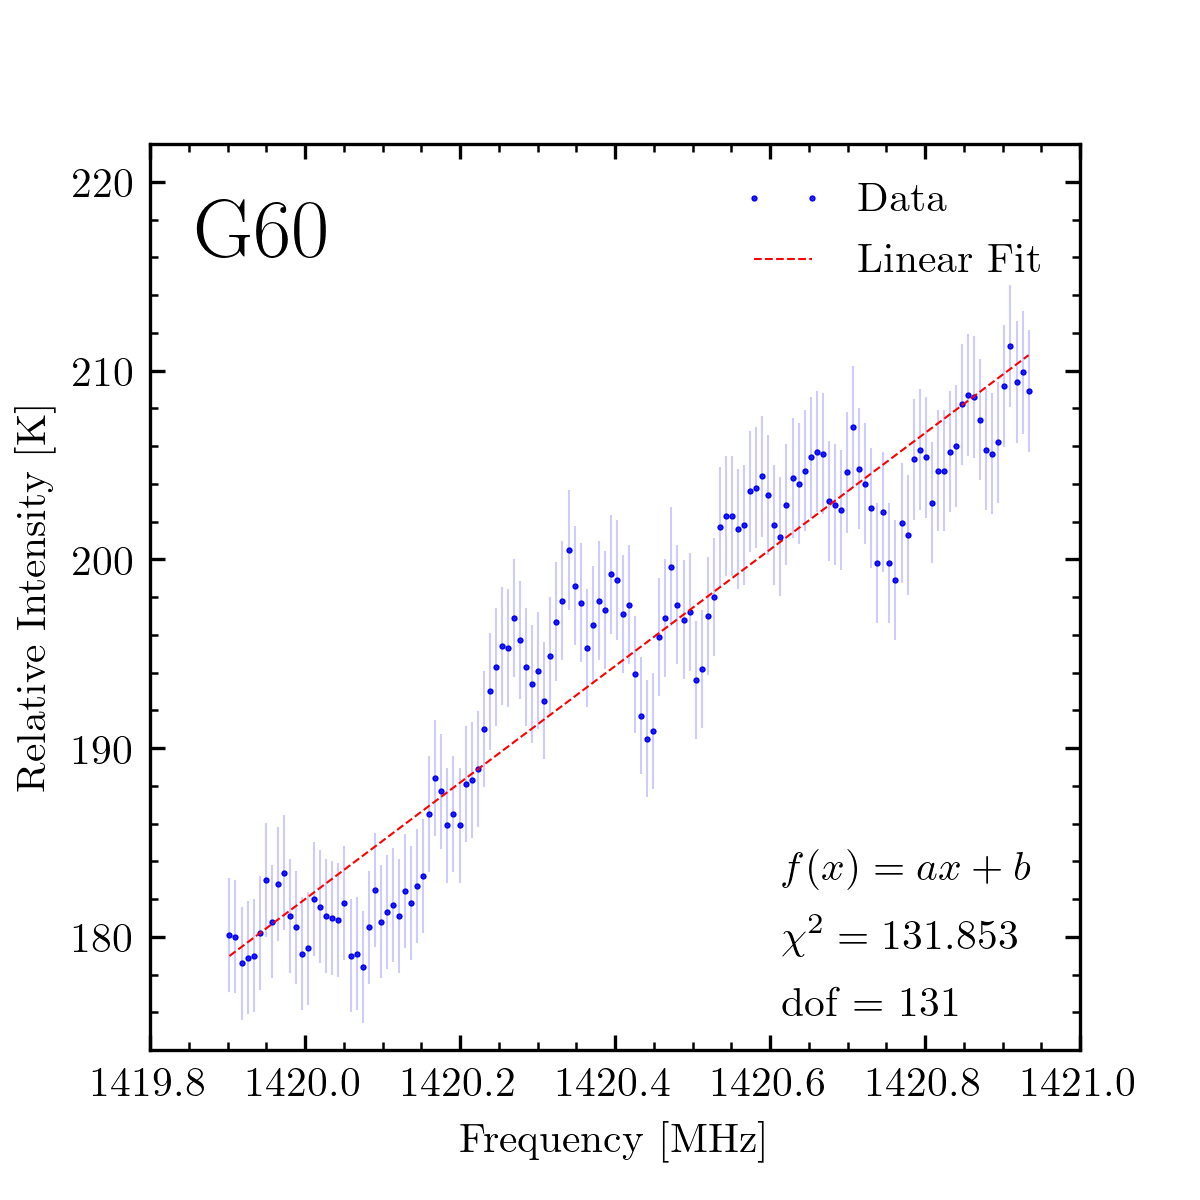 G60
Data
Linear Fit
220
210
200
190
180
Relative Intensity [K]
f(x) = ax + b
χ² = 131.853
dof = 131
1419.8 1420.0 1420.2 1420.4 1420.6 1420.8 1421.0
Frequency [MHz]